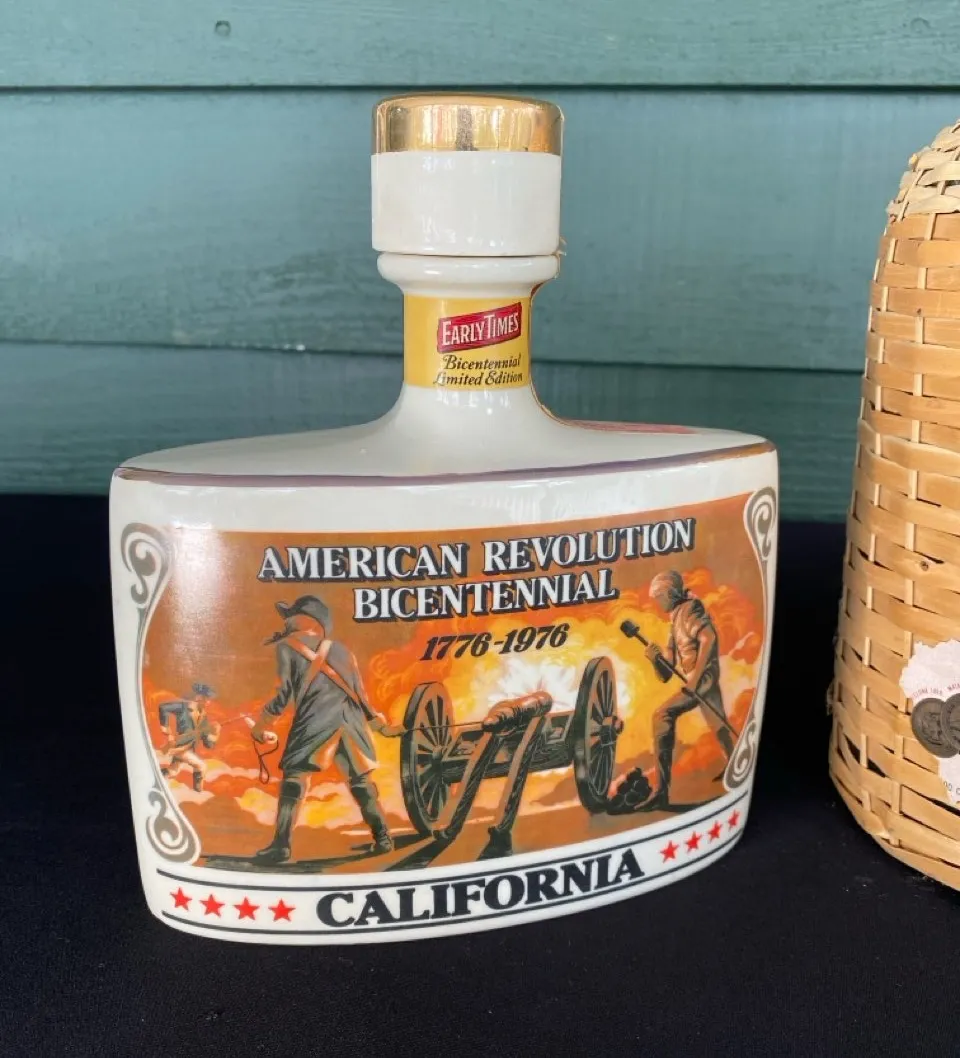 EARLY TIMES
Bicentennial
Limited Edition
AMERICAN REVOLUTION
BICENTENNIAL
1776-1976
CALIFORNIA